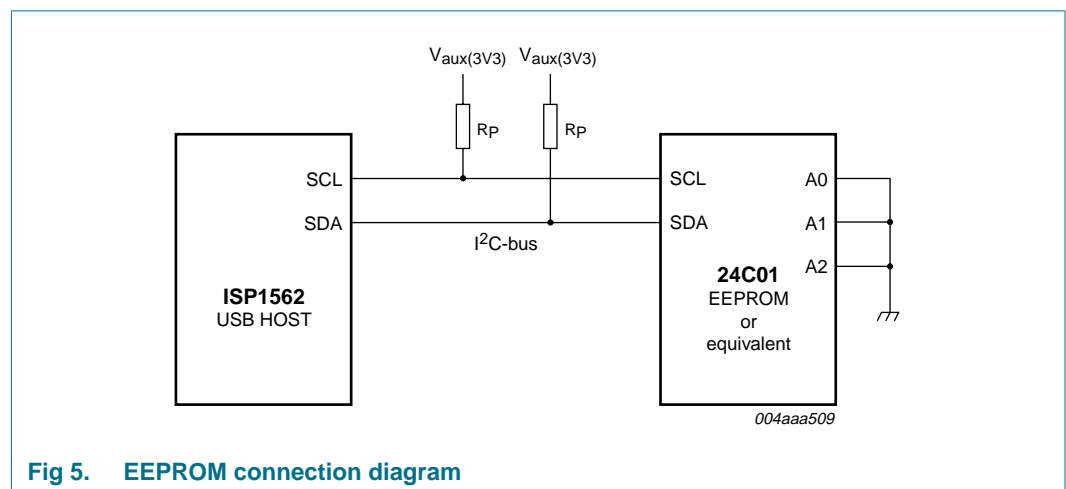 Vaux(3V3) Vaux(3V3)
RP RP
SCL SCL A0
SDA SDA A1
I2C-bus
A2
ISP1562
USB HOST
24C01
EEPROM
or
equivalent
004aaa509
Fig 5. EEPROM connection diagram